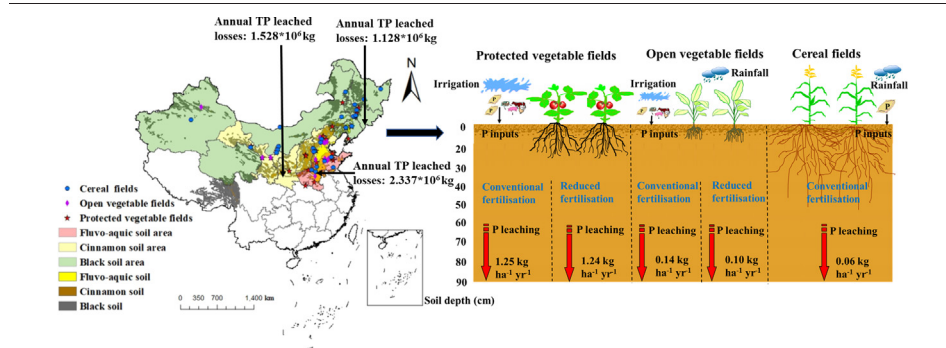 Annual TP leached
losses: 1.528*10⁶kg
Annual TP leached
losses: 1.128*10⁶kg
N
Annual TP leached
losses: 2.337*10⁶kg
Cereal fields
Open vegetable fields
Protected vegetable fields
Fluvo-aquic soil area
Cinnamon soil area
Black soil area
Fluvo-aquic soil
Cinnamon soil
Black soil
0 350 700 1,400 km
Protected vegetable fields
Open vegetable fields
Cereal fields
Irrigation
Irrigation
Rainfall
Rainfall
P
P
P
P inputs
P inputs
P inputs
Soil depth (cm)
0
10
20
30
40
50
60
70
80
90
Conventional
fertilisation
Reduced
fertilisation
Conventional
fertilisation
Reduced
fertilisation
Conventional
fertilisation
P leaching
P leaching
P leaching
P leaching
P leaching
1.25 kg
ha⁻¹ yr⁻¹
1.24 kg
ha⁻¹ yr⁻¹
0.14 kg
ha⁻¹ yr⁻¹
0.10 kg
ha⁻¹ yr⁻¹
0.06 kg
ha⁻¹ yr⁻¹